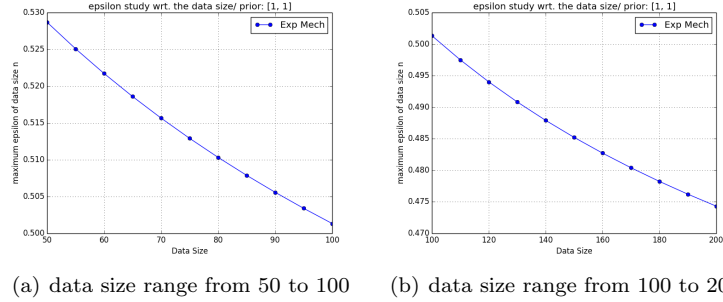 epsilon study wrt. the data size/ prior: [1, 1]
0.530
0.525
0.520
0.515
0.510
0.505
0.500
maximum epsilon of data size n
Exp Mech
50
60
70
80
90
100
Data Size
(a) data size range from 50 to 100
epsilon study wrt. the data size/ prior: [1, 1]
0.505
0.500
0.495
0.490
0.485
0.480
0.475
0.470
maximum epsilon of data size n
Exp Mech
100
120
140
160
180
200
Data Size
(b) data size range from 100 to 20